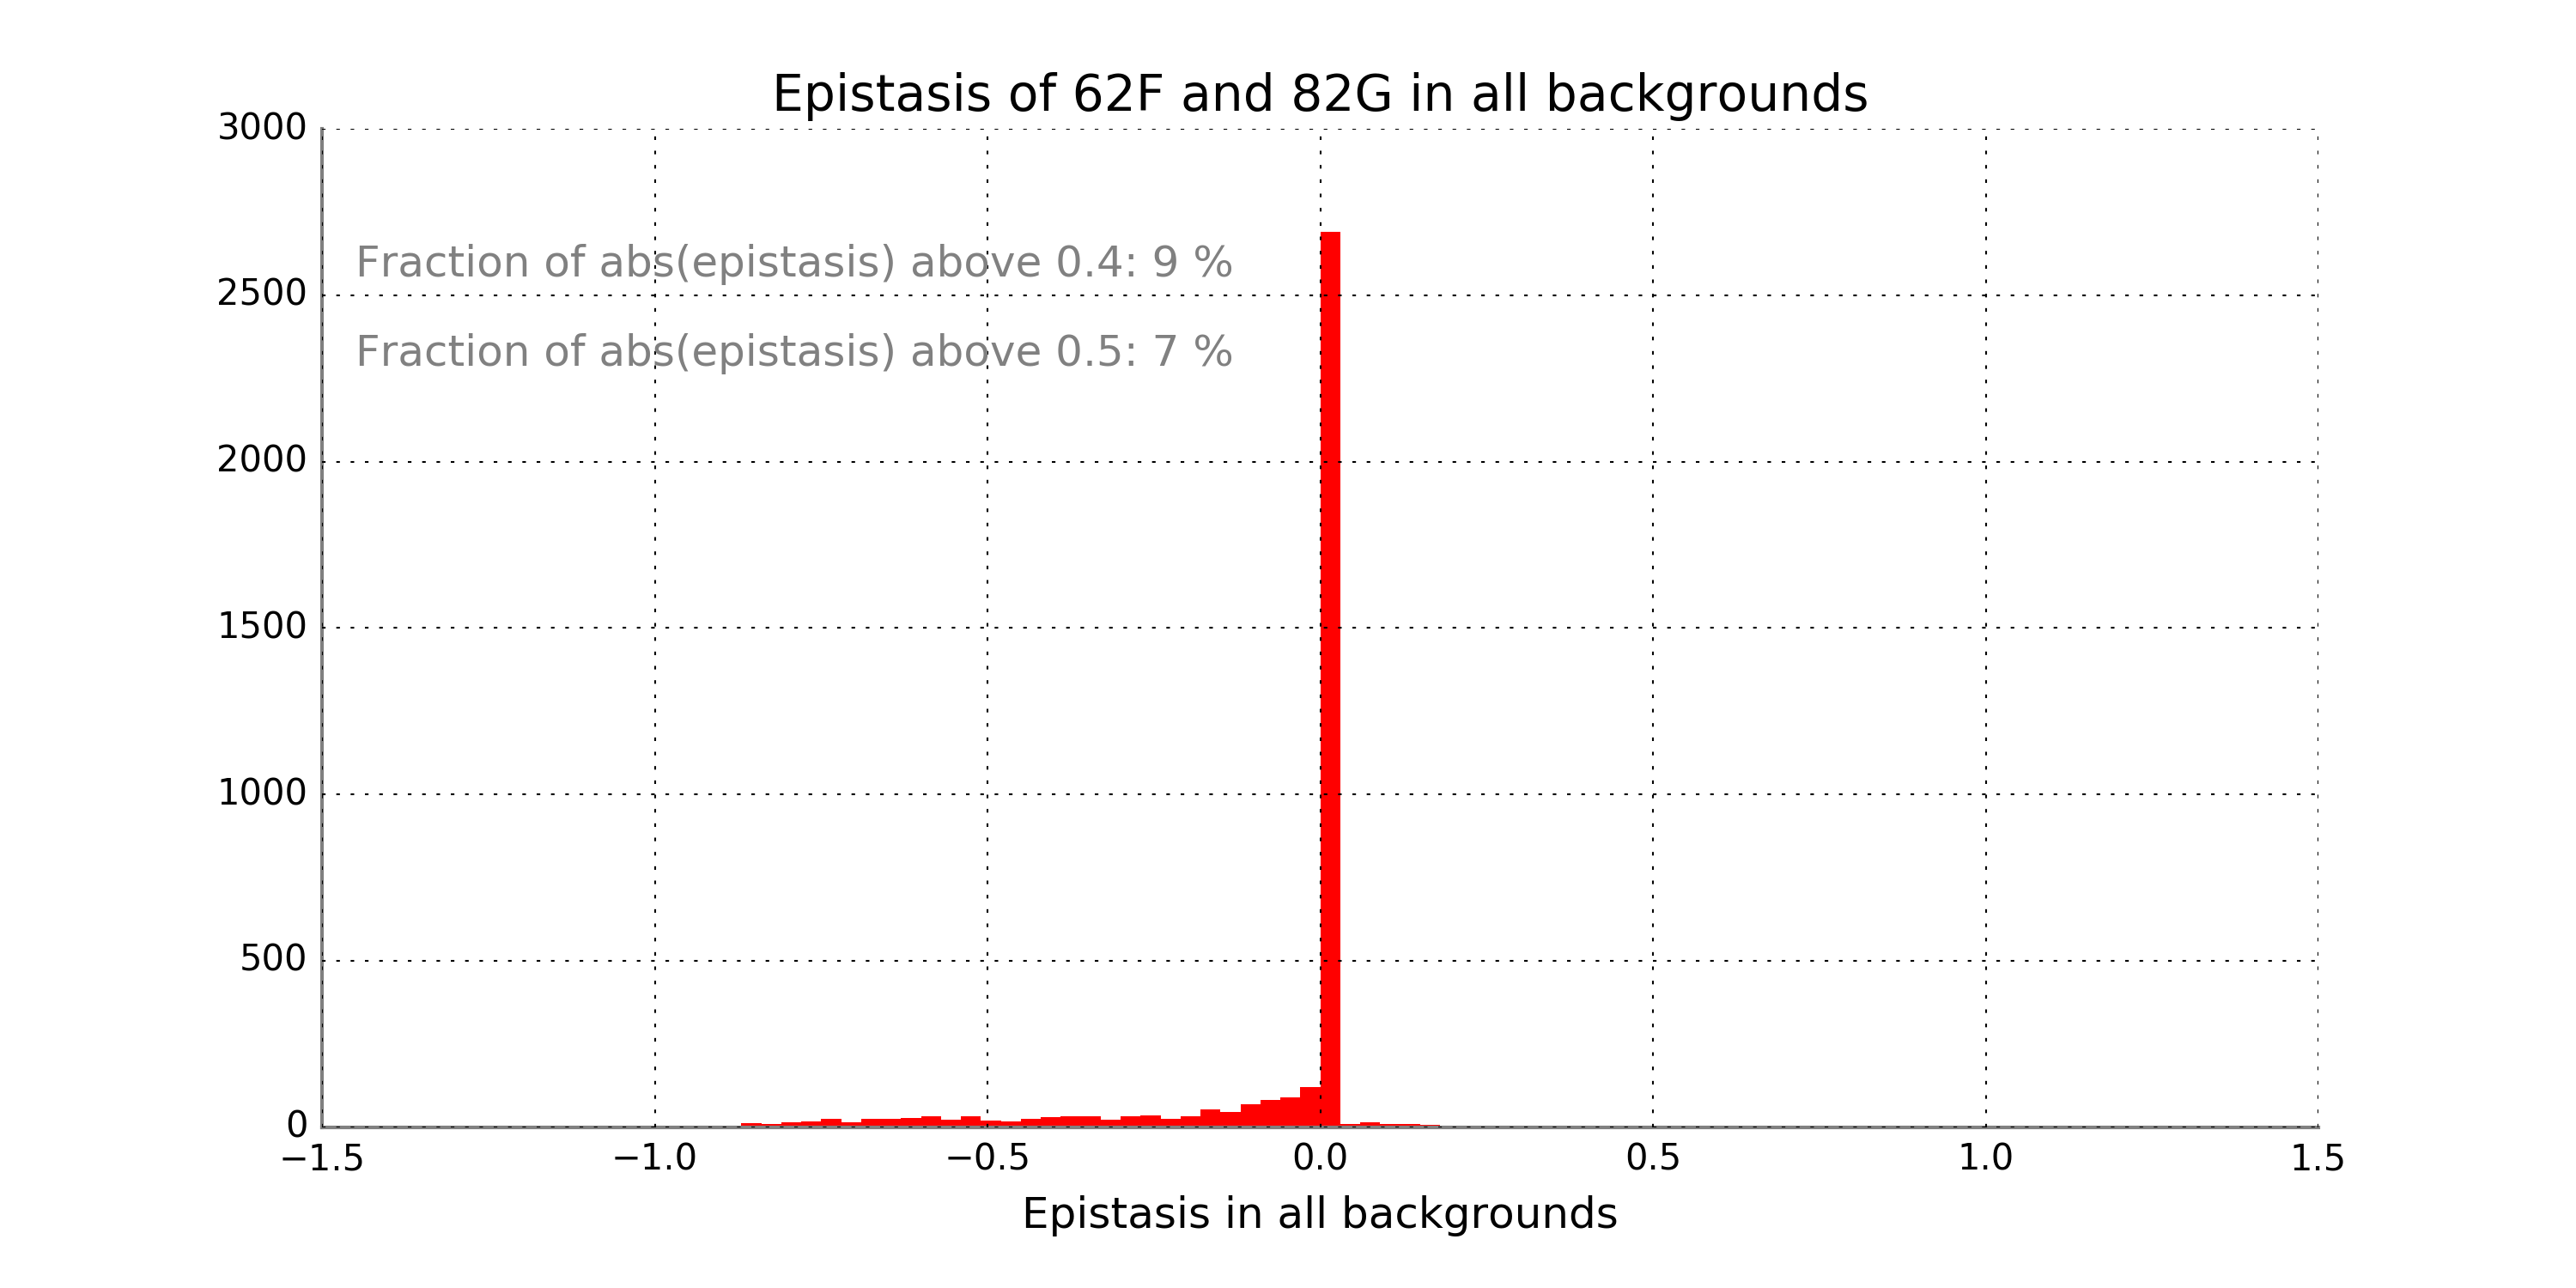 Epistasis of 62F and 82G in all backgrounds
3000
Fraction of abs(epistasis) above 0.4: 9 %
2500
Fraction of abs(epistasis) above 0.5: 7 %
2000
1500
1000
500
0
−1.5 −1.0 −0.5 0.0 0.5 1.0 1.5
Epistasis in all backgrounds